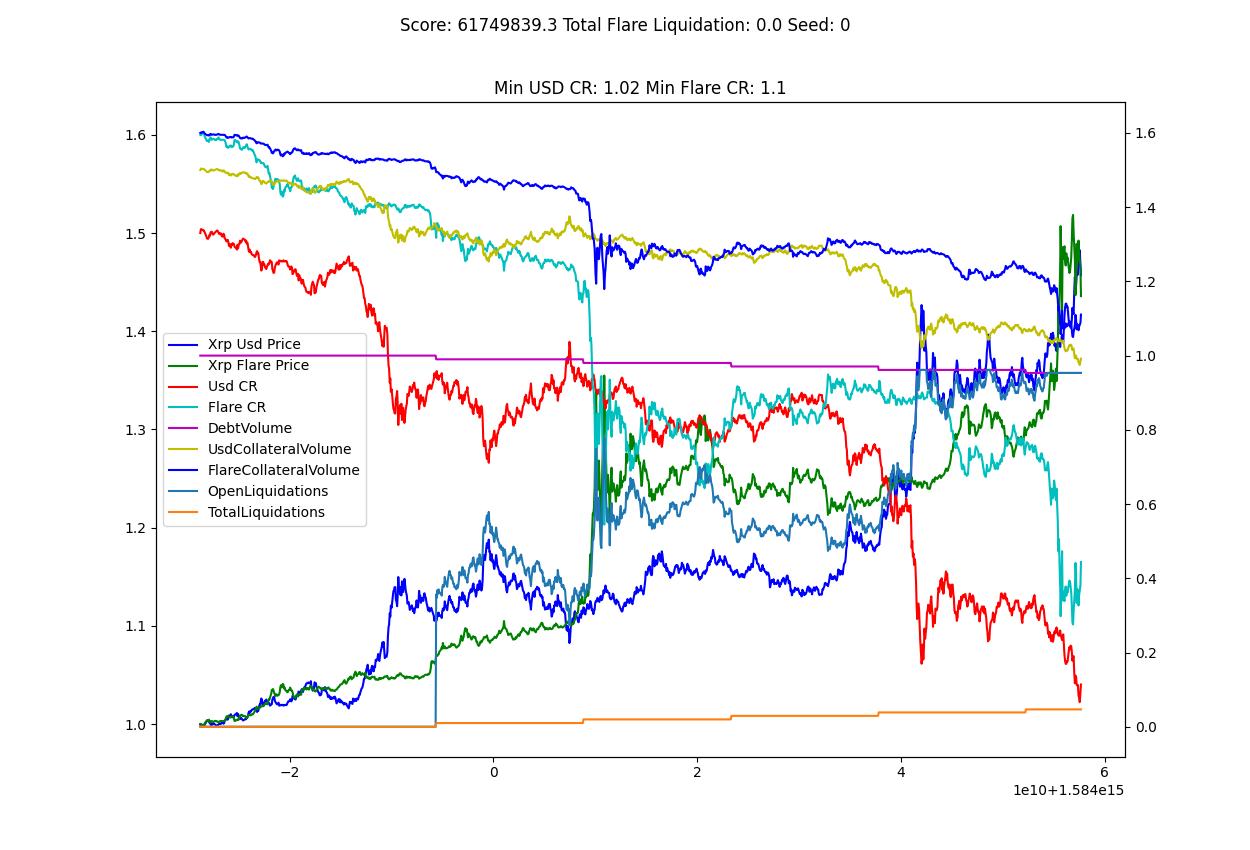 Score: 61749839.3 Total Flare Liquidation: 0.0 Seed: 0
Min USD CR: 1.02 Min Flare CR: 1.1
1.6
1.5
1.4
1.3
1.2
1.1
1.0
Xrp Usd Price
Xrp Flare Price
Usd CR
Flare CR
DebtVolume
UsdCollateralVolume
FlareCollateralVolume
OpenLiquidations
TotalLiquidations
1.6
1.4
1.2
1.0
0.8
0.6
0.4
0.2
0.0
−2 0 2 4 6
1e10+1.584e15